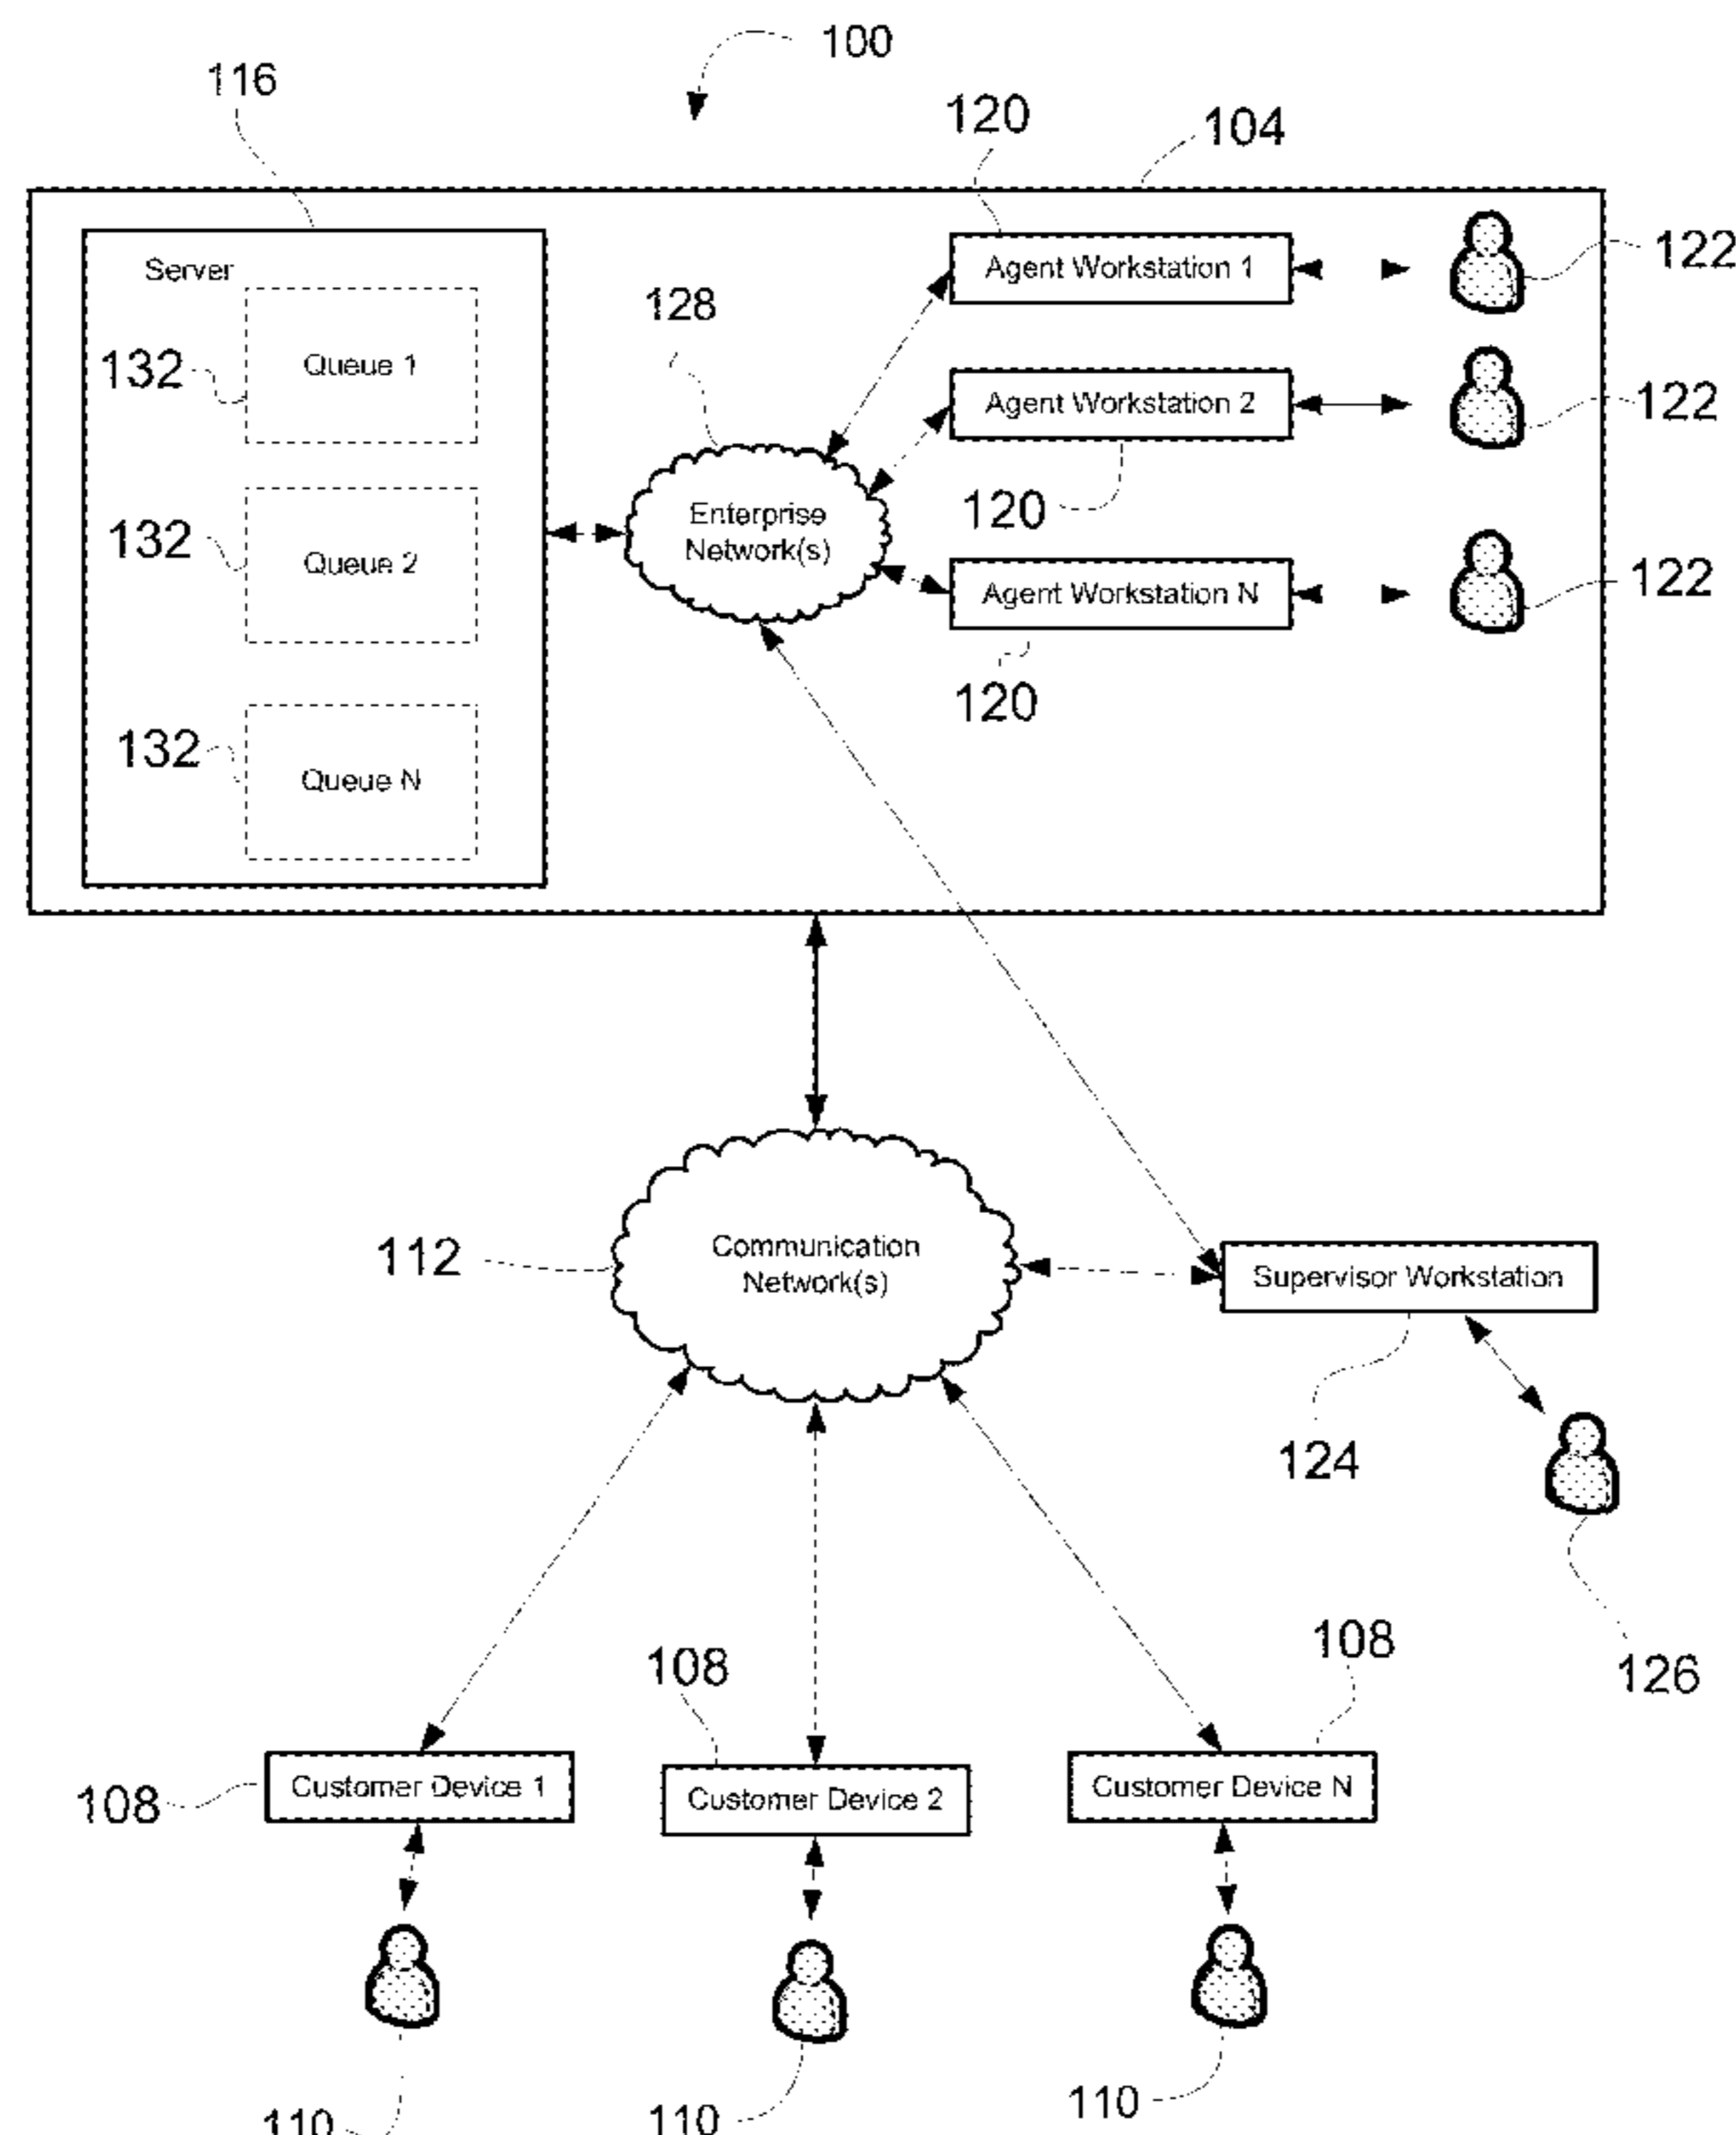 100
116
120
104
Server
Agent Workstation 1
122
128
132
Queue 1
Agent Workstation 2
122
120
Enterprise
Network(s)
132
Queue 2
Agent Workstation N
122
120
132
Queue N
112
Communication
Network(s)
Supervisor Workstation
124
126
108
108
108
Customer Device 1
Customer Device 2
Customer Device N
110
110
110